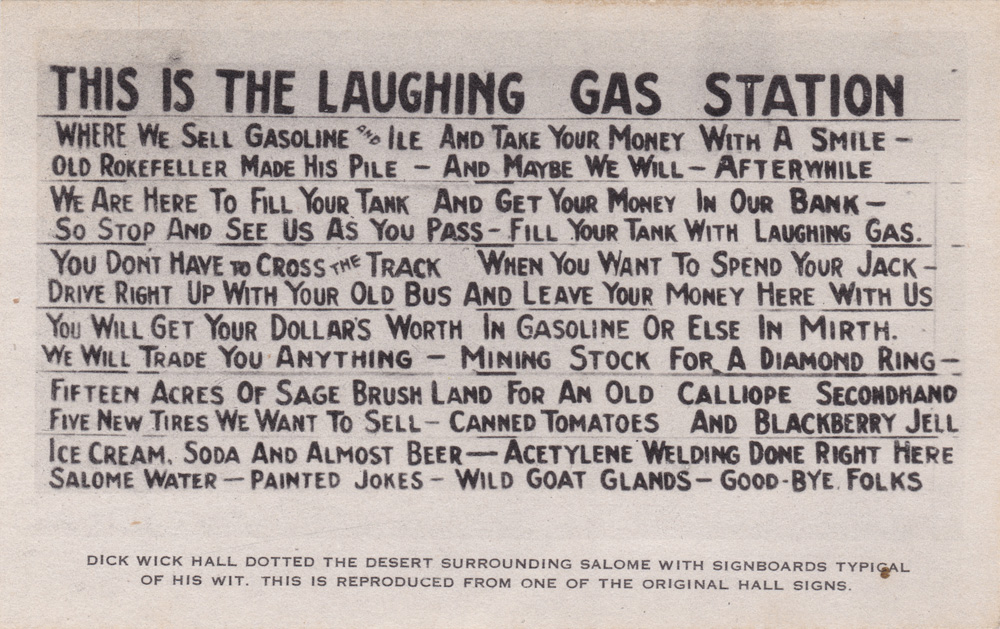 THIS IS THE LAUGHING GAS STATION
WHERE WE SELL GASOLINE AND ILE AND TAKE YOUR MONEY WITH A SMILE —
OLD ROKEFELLER MADE HIS PILE — AND MAYBE WE WILL — AFTERWHILE
WE ARE HERE TO FILL YOUR TANK AND GET YOUR MONEY IN OUR BANK —
SO STOP AND SEE US AS YOU PASS — FILL YOUR TANK WITH LAUGHING GAS.
YOU DON'T HAVE TO CROSS THE TRACK WHEN YOU WANT TO SPEND YOUR JACK —
DRIVE RIGHT UP WITH YOUR OLD BUS AND LEAVE YOUR MONEY HERE WITH US
YOU WILL GET YOUR DOLLAR'S WORTH IN GASOLINE OR ELSE IN MIRTH.
WE WILL TRADE YOU ANYTHING — MINING STOCK FOR A DIAMOND RING —
FIFTEEN ACRES OF SAGE BRUSH LAND FOR AN OLD CALLIOPE SECONDHAND
FIVE NEW TIRES WE WANT TO SELL — CANNED TOMATOES AND BLACKBERRY JELL
ICE CREAM, SODA AND ALMOST BEER — ACETYLENE WELDING DONE RIGHT HERE
SALOME WATER — PAINTED JOKES — WILD GOAT GLANDS — GOOD-BYE FOLKS
DICK WICK HALL DOTTED THE DESERT SURROUNDING SALOME WITH SIGNBOARDS TYPICAL
OF HIS WIT. THIS IS REPRODUCED FROM ONE OF THE ORIGINAL HALL SIGNS.